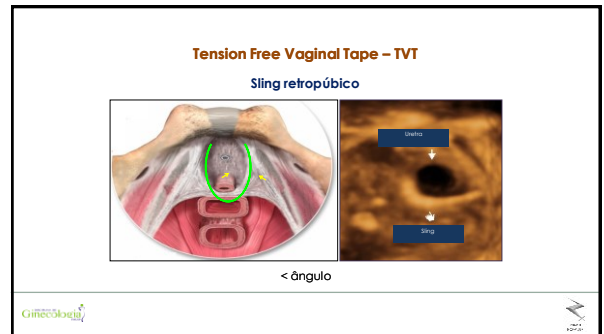 Tension Free Vaginal Tape – TVT
Sling retropúbico
Uretra
Sling
< ângulo
Ginecologia